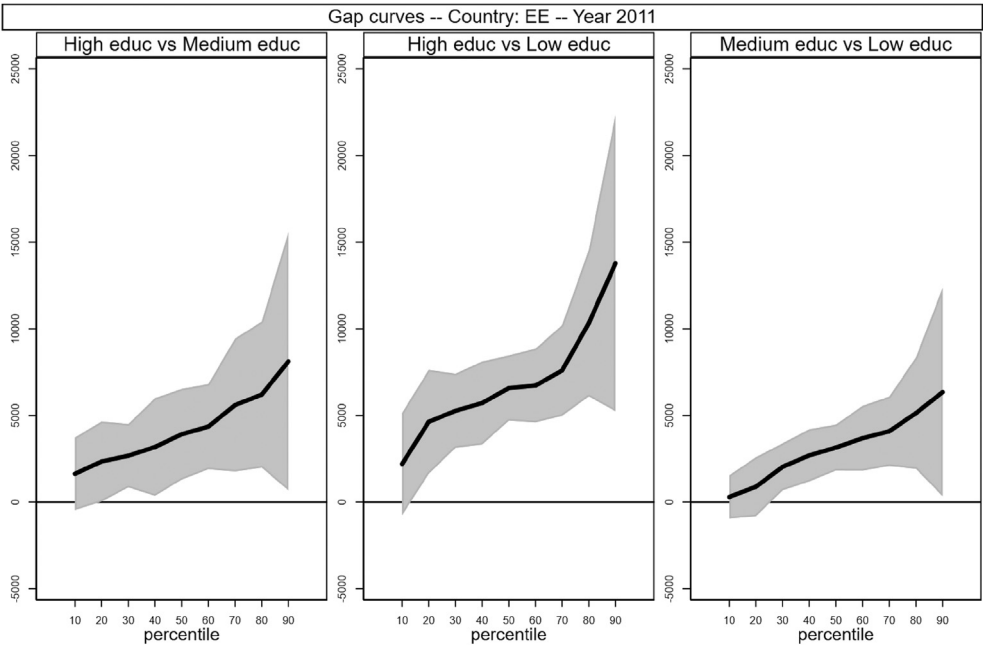 Gap curves -- Country: EE -- Year 2011
High educ vs Medium educ
High educ vs Low educ
Medium educ vs Low educ
25000
20000
15000
10000
5000
0
-5000
10 20 30 40 50 60 70 80 90
percentile
25000
20000
15000
10000
5000
0
-5000
10 20 30 40 50 60 70 80 90
percentile
25000
20000
15000
10000
5000
0
-5000
10 20 30 40 50 60 70 80 90
percentile